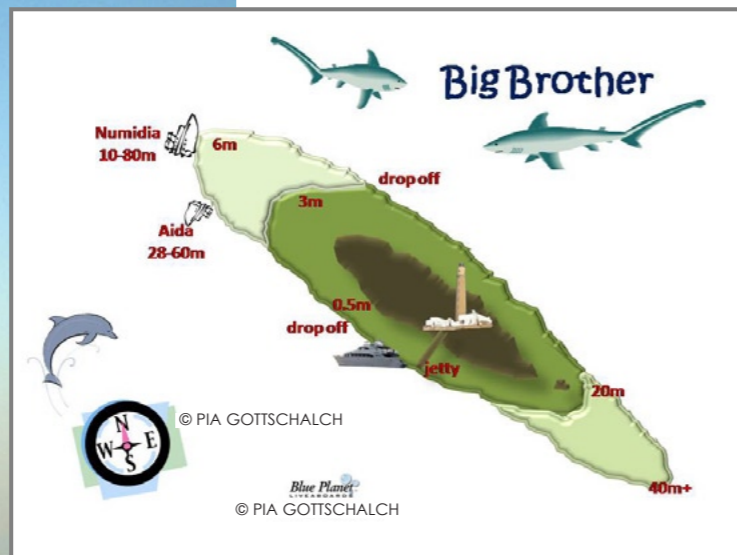 Big Brother
Numidia
10-80m
6m
drop off
3m
Aida
28-60m
0.5m
drop off
jetty
20m
© PIA GOTTSCHALCH
N
W E
S
40m+
Blue Planet
LIVEABOARDS
© PIA GOTTSCHALCH